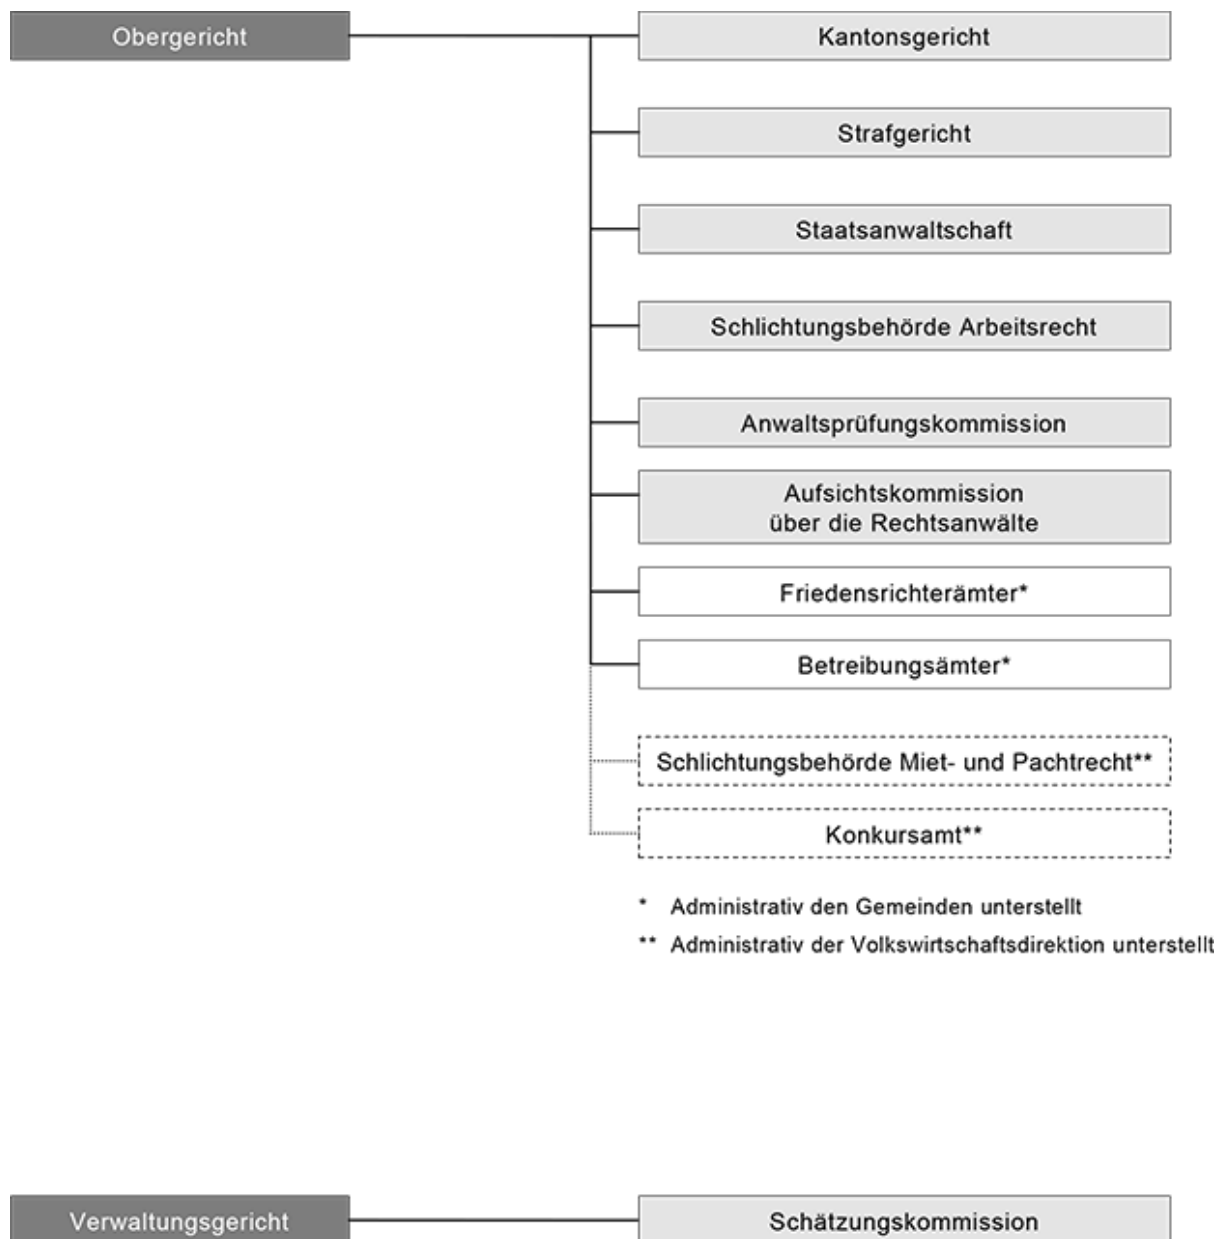 Obergericht
Kantonsgericht
Strafgericht
Staatsanwaltschaft
Schlichtungsbehörde Arbeitsrecht
Anwaltsprüfungskommission
Aufsichtskommission
über die Rechtsanwälte
Friedensrichterämter*
Betreibungsämter*
Schlichtungsbehörde Miet- und Pachtrecht**
Konkursamt**
* Administrativ den Gemeinden unterstellt
** Administrativ der Volkswirtschaftsdirektion unterstellt
Verwaltungsgericht
Schätzungskommission